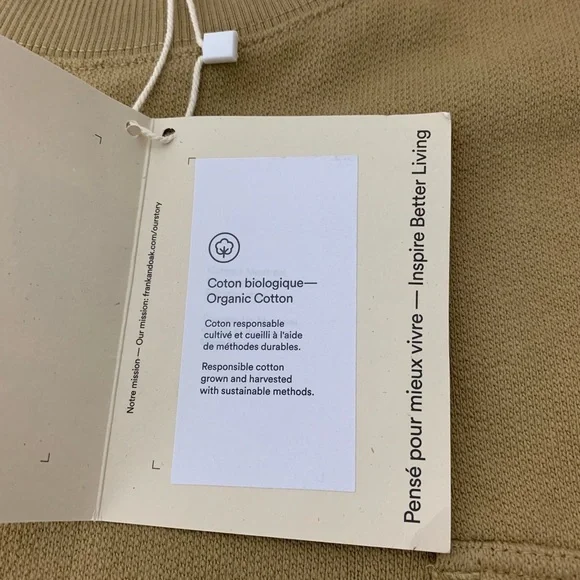 Notre mission — Our mission: frankandoak.com/ourstory
Coton biologique—
Organic Cotton
Coton responsable
cultivé et cueilli à l'aide
de méthodes durables.
Responsible cotton
grown and harvested
with sustainable methods.
Pensé pour mieux vivre — Inspire Better Living